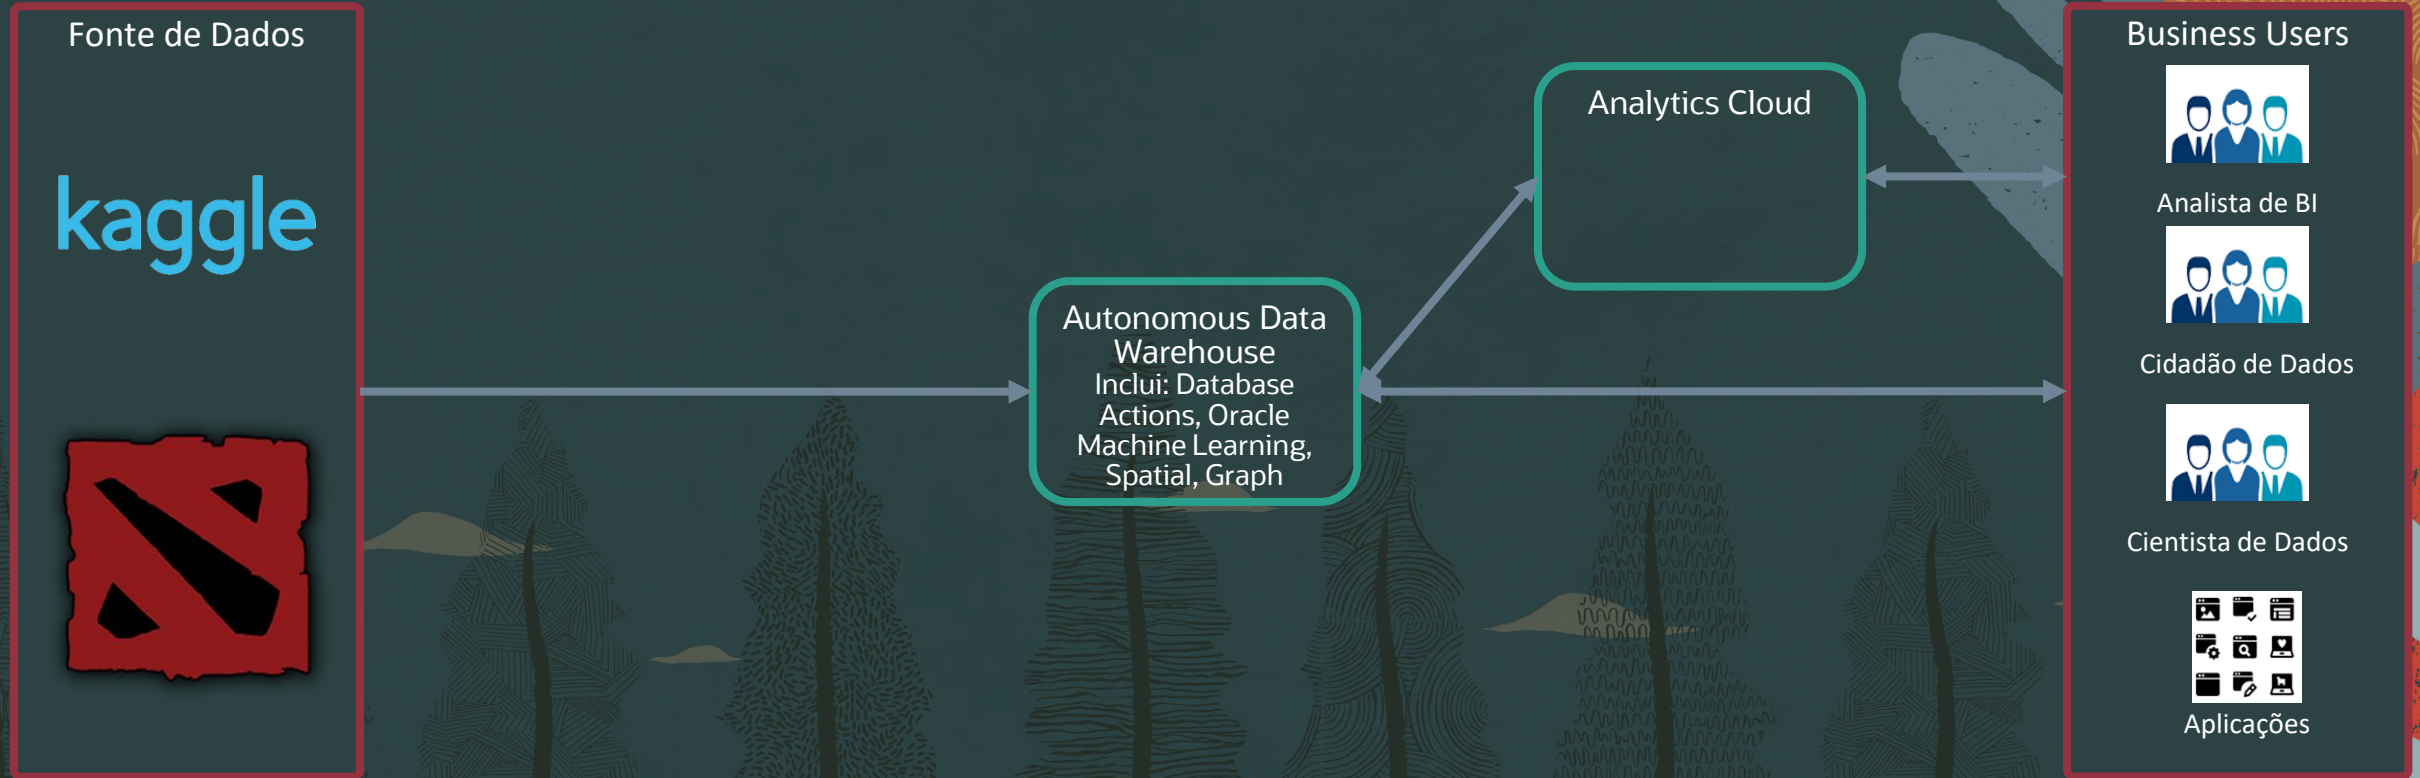 Fonte de Dados
kaggle
Autonomous Data
Warehouse
Inclui: Database
Actions, Oracle
Machine Learning,
Spatial, Graph
Analytics Cloud
Business Users
Analista de BI
Cidadão de Dados
Cientista de Dados
Aplicações